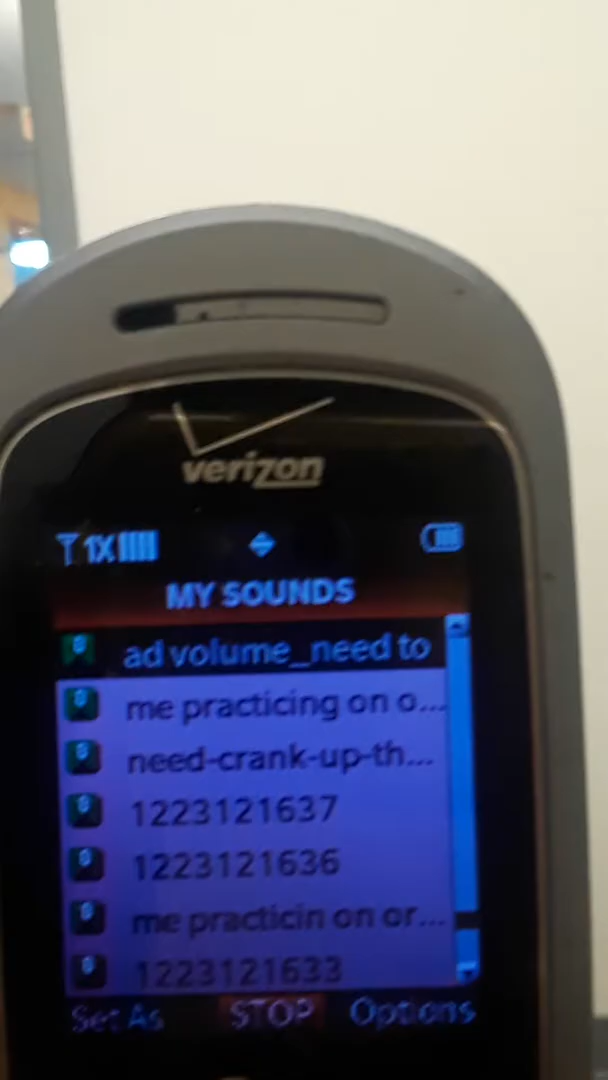 verizon
1X
MY SOUNDS
ad volume_need to
me practicing on o...
need-crank-up-th...
1223121637
1223121636
me practicin on or...
1223121633
Set As STOP Options